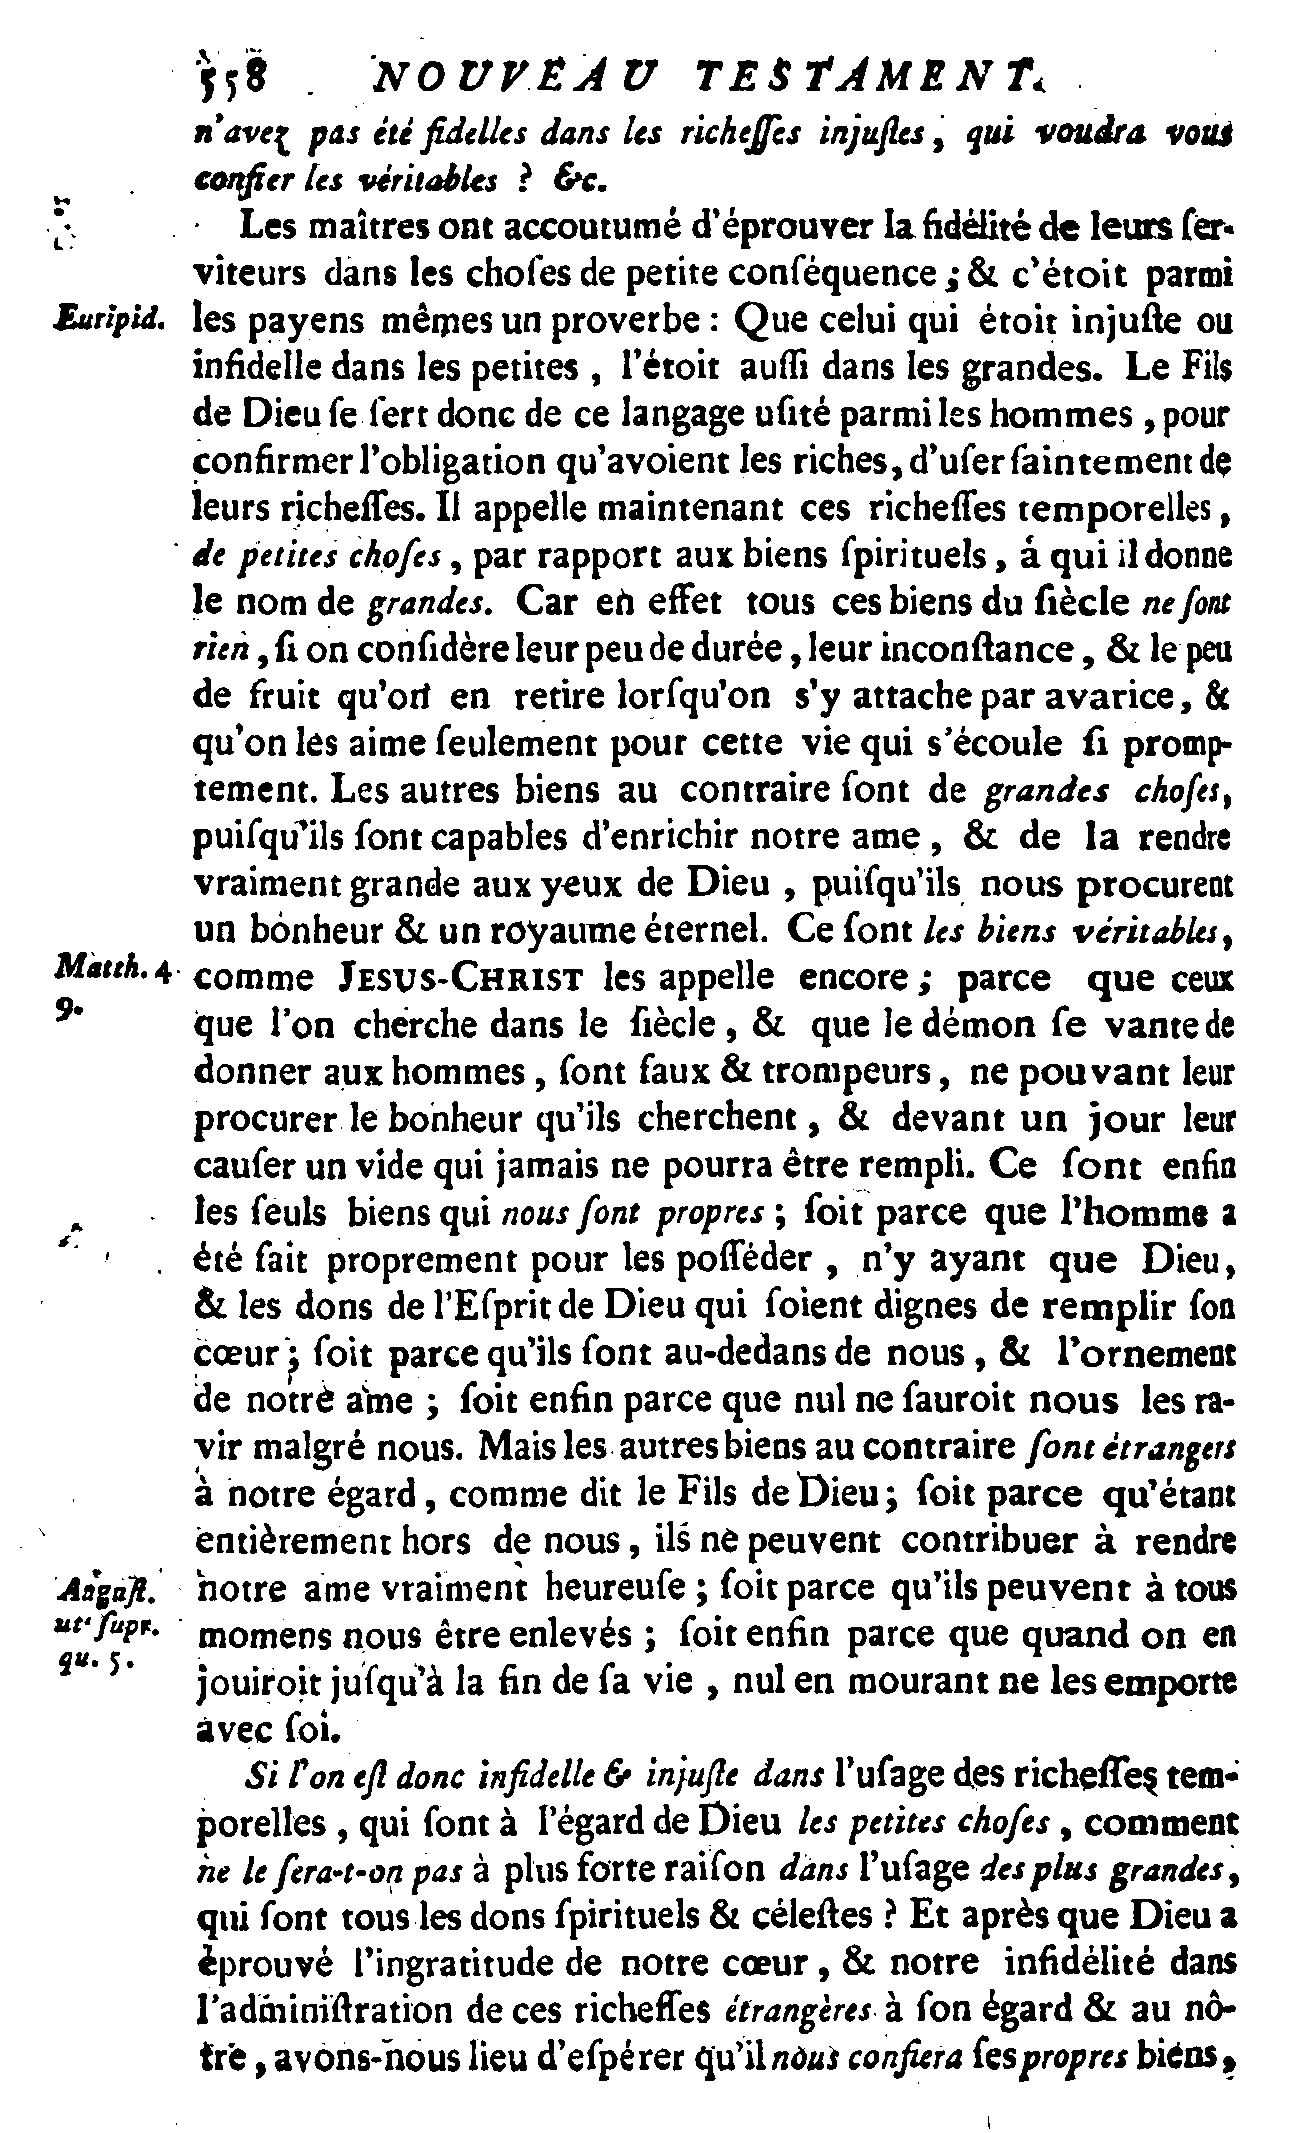 558 NOUVEAU TESTAMENT.
n'avez pas été fidelles dans les richeſſes injuſtes, qui voudra vous
confier les véritables ? &c.
Les maîtres ont accoutumé d'éprouver la fidélité de leurs ſer-
viteurs dans les choſes de petite conſéquence ; & c'étoit parmi
Euripid. les payens mêmes un proverbe : Que celui qui étoit injuſte ou
infidelle dans les petites , l'étoit auſſi dans les grandes. Le Fils
de Dieu ſe ſert donc de ce langage uſité parmi les hommes , pour
confirmer l'obligation qu'avoient les riches, d'uſer ſaintement de
leurs richeſſes. Il appelle maintenant ces richeſſes temporelles ,
de petites choſes , par rapport aux biens ſpirituels , á qui il donne
le nom de grandes. Car en effet tous ces biens du ſiècle ne ſont
rien , ſi on conſidère leur peu de durée , leur inconſtance , & le peu
de fruit qu'on en retire lorſqu'on s'y attache par avarice, &
qu'on les aime ſeulement pour cette vie qui s'écoule ſi promp-
tement. Les autres biens au contraire ſont de grandes choſes,
puiſqu'ils ſont capables d'enrichir notre ame , & de la rendre
vraiment grande aux yeux de Dieu , puiſqu'ils nous procurent
un bonheur & un royaume éternel. Ce ſont les biens véritables,
Matth. 4. comme JESUS-CHRIST les appelle encore ; parce que ceux
9. que l'on cherche dans le ſiècle , & que le démon ſe vante de
donner aux hommes , ſont faux & trompeurs , ne pouvant leur
procurer le bonheur qu'ils cherchent , & devant un jour leur
cauſer un vide qui jamais ne pourra être rempli. Ce ſont enfin
les ſeuls biens qui nous ſont propres ; ſoit parce que l'homme a
été fait proprement pour les poſſéder , n'y ayant que Dieu,
& les dons de l'Eſprit de Dieu qui ſoient dignes de remplir ſon
cœur ; ſoit parce qu'ils ſont au-dedans de nous , & l'ornement
de notre ame ; ſoit enfin parce que nul ne ſauroit nous les ra-
vir malgré nous. Mais les autres biens au contraire ſont étrangers
à notre égard , comme dit le Fils de Dieu ; ſoit parce qu'étant
entièrement hors de nous , ils ne peuvent contribuer à rendre
Auguſt. notre ame vraiment heureuſe ; ſoit parce qu'ils peuvent à tous
ut ſupr. momens nous être enlevés ; ſoit enfin parce que quand on en
qu. 5. jouiroit juſqu'à la fin de ſa vie , nul en mourant ne les emporte
avec ſoi.
Si l'on eſt donc infidelle & injuſte dans l'uſage des richeſſes tem-
porelles , qui ſont à l'égard de Dieu les petites choſes , comment
ne le ſera-t-on pas à plus forte raiſon dans l'uſage des plus grandes,
qui ſont tous les dons ſpirituels & céleſtes ? Et après que Dieu a
éprouvé l'ingratitude de notre cœur , & notre infidélité dans
l'adminiſtration de ces richeſſes étrangères à ſon égard & au nô-
tre , avons-nous lieu d'eſpérer qu'il nous confiera ſes propres biens,